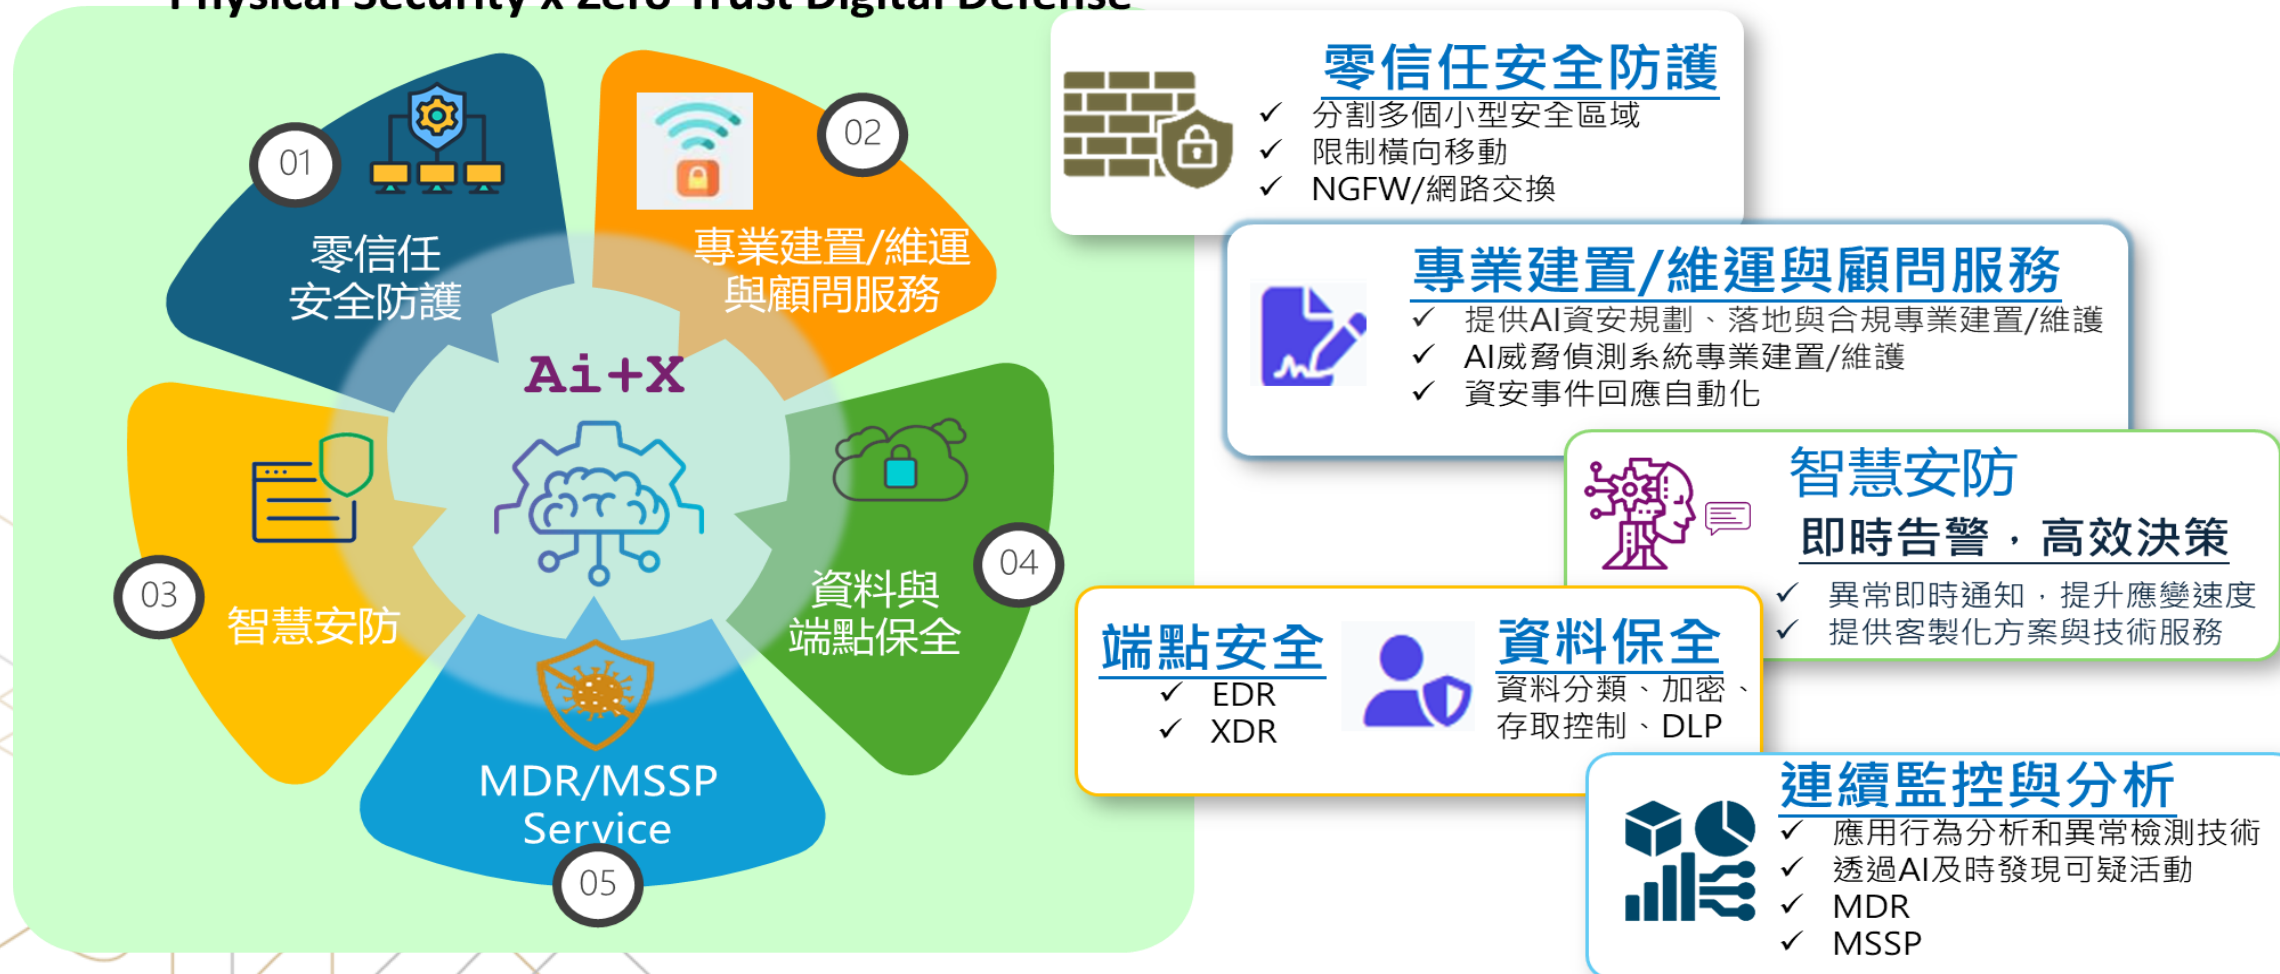 Physical Security x Zero Trust Digital Defense
01
零信任
安全防護
02
專業建置/維運
與顧問服務
Ai+X
03
智慧安防
04
資料與
端點保全
MDR/MSSP
Service
05
零信任安全防護
✓ 分割多個小型安全區域
✓ 限制橫向移動
✓ NGFW/網路交換
專業建置/維運與顧問服務
✓ 提供AI資安規劃、落地與合規專業建置/維護
✓ AI威脅偵測系統專業建置/維護
✓ 資安事件回應自動化
智慧安防
即時告警，高效決策
✓ 異常即時通知，提升應變速度
✓ 提供客製化方案與技術服務
端點安全
✓ EDR
✓ XDR
資料保全
資料分類、加密、
存取控制、DLP
連續監控與分析
✓ 應用行為分析和異常檢測技術
✓ 透過AI及時發現可疑活動
✓ MDR
✓ MSSP